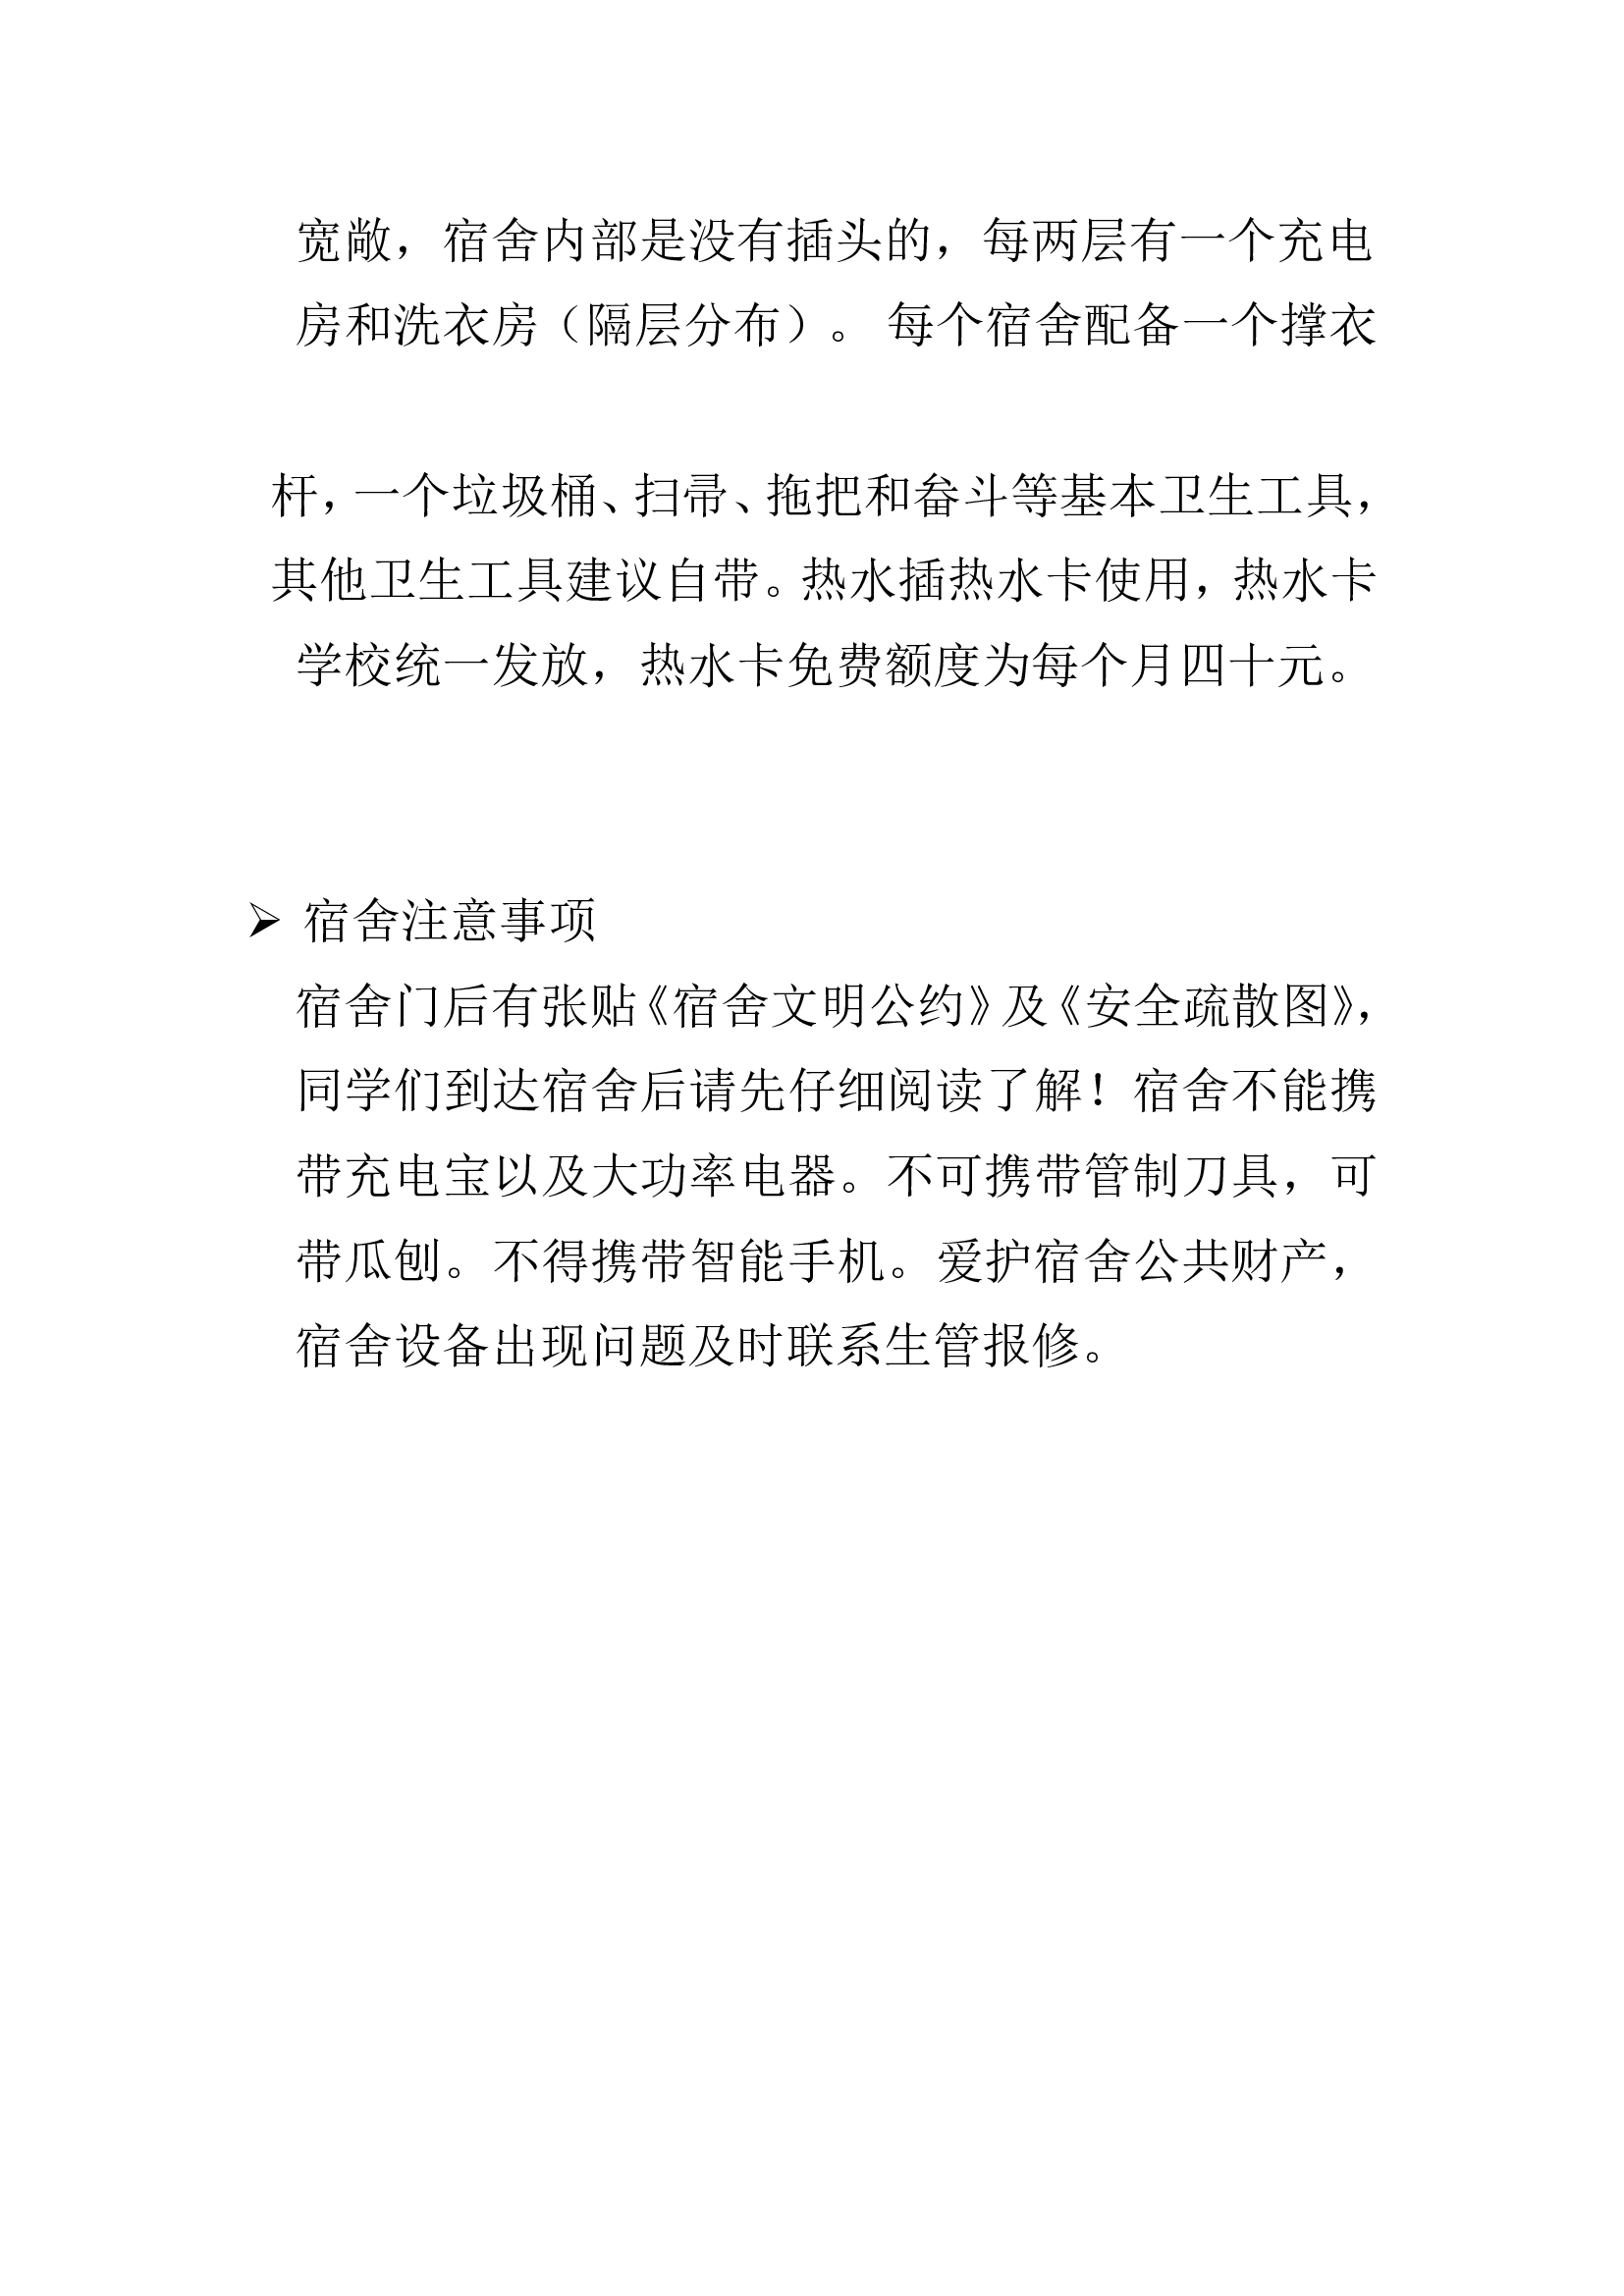 宽敞，宿舍内部是没有插头的，每两层有一个充电
房和洗衣房（隔层分布）。 每个宿舍配备一个撑衣
杆，一个垃圾桶、扫帚、拖把和畚斗等基本卫生工具，
其他卫生工具建议自带。热水插热水卡使用，热水卡
学校统一发放，热水卡免费额度为每个月四十元。
➢ 宿舍注意事项
宿舍门后有张贴《宿舍文明公约》及《安全疏散图》，
同学们到达宿舍后请先仔细阅读了解！宿舍不能携
带充电宝以及大功率电器。不可携带管制刀具，可
带瓜刨。不得携带智能手机。爱护宿舍公共财产，
宿舍设备出现问题及时联系生管报修。